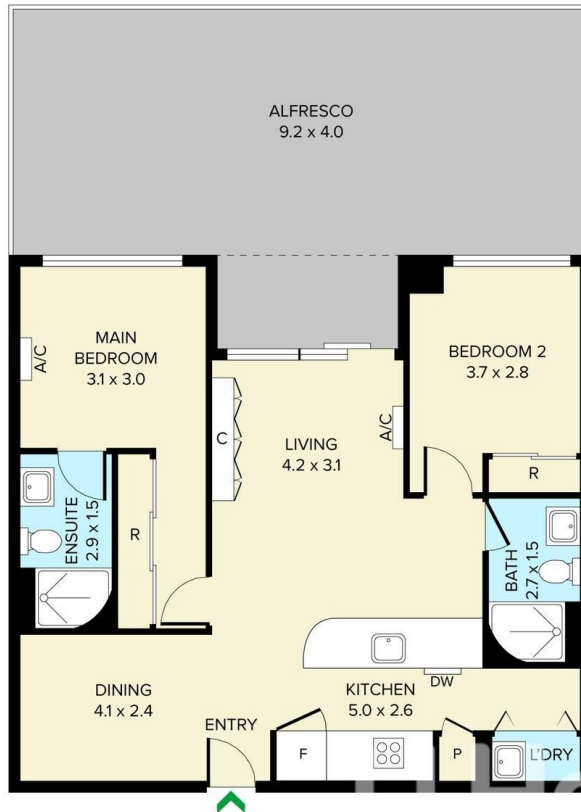 ALFRESCO
9.2 x 4.0
MAIN
BEDROOM
3.1 x 3.0
A/C
BEDROOM 2
3.7 x 2.8
A/C
C
LIVING
4.2 x 3.1
R
ENSUITE
2.9 x 1.5
R
BATH
2.7 x 1.5
DINING
4.1 x 2.4
KITCHEN
5.0 x 2.6
DW
ENTRY
F
P
L'DRY